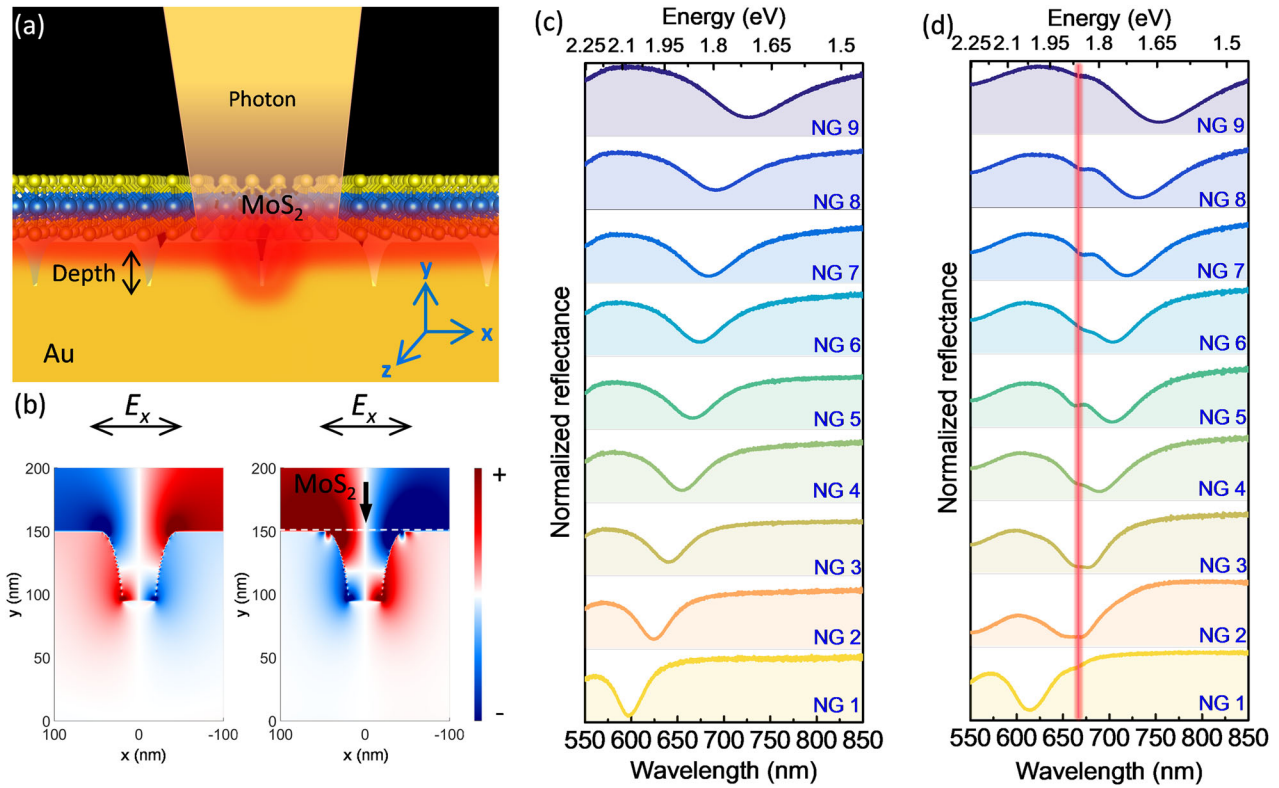 (a)
Photon
MoS2
Depth
Au
y
x
z
(b)
Ex
Ex
200
150
100
50
0
y (nm)
100
0
-100
x (nm)
MoS2
200
150
100
50
0
y (nm)
100
0
-100
x (nm)
+
-
(c)
Energy (eV)
2.25 2.1 1.95 1.8 1.65 1.5
Normalized reflectance
NG 9
NG 8
NG 7
NG 6
NG 5
NG 4
NG 3
NG 2
NG 1
550 600 650 700 750 800 850
Wavelength (nm)
(d)
Energy (eV)
2.25 2.1 1.95 1.8 1.65 1.5
Normalized reflectance
NG 9
NG 8
NG 7
NG 6
NG 5
NG 4
NG 3
NG 2
NG 1
550 600 650 700 750 800 850
Wavelength (nm)